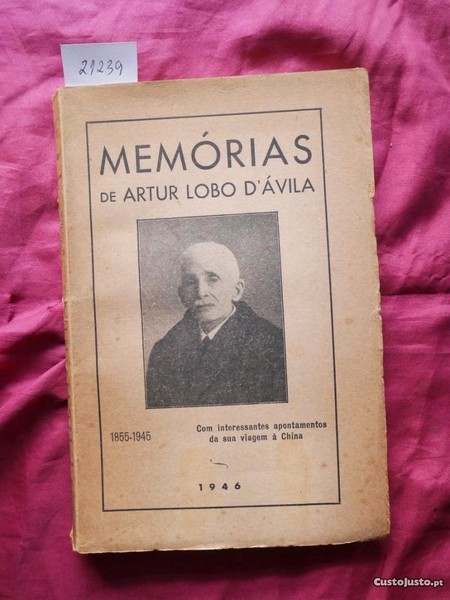 21239
MEMÓRIAS
DE ARTUR LOBO D'ÁVILA
1855-1945
Com interessantes apontamentos
da sua viagem à China
1946
CustoJusto.pt